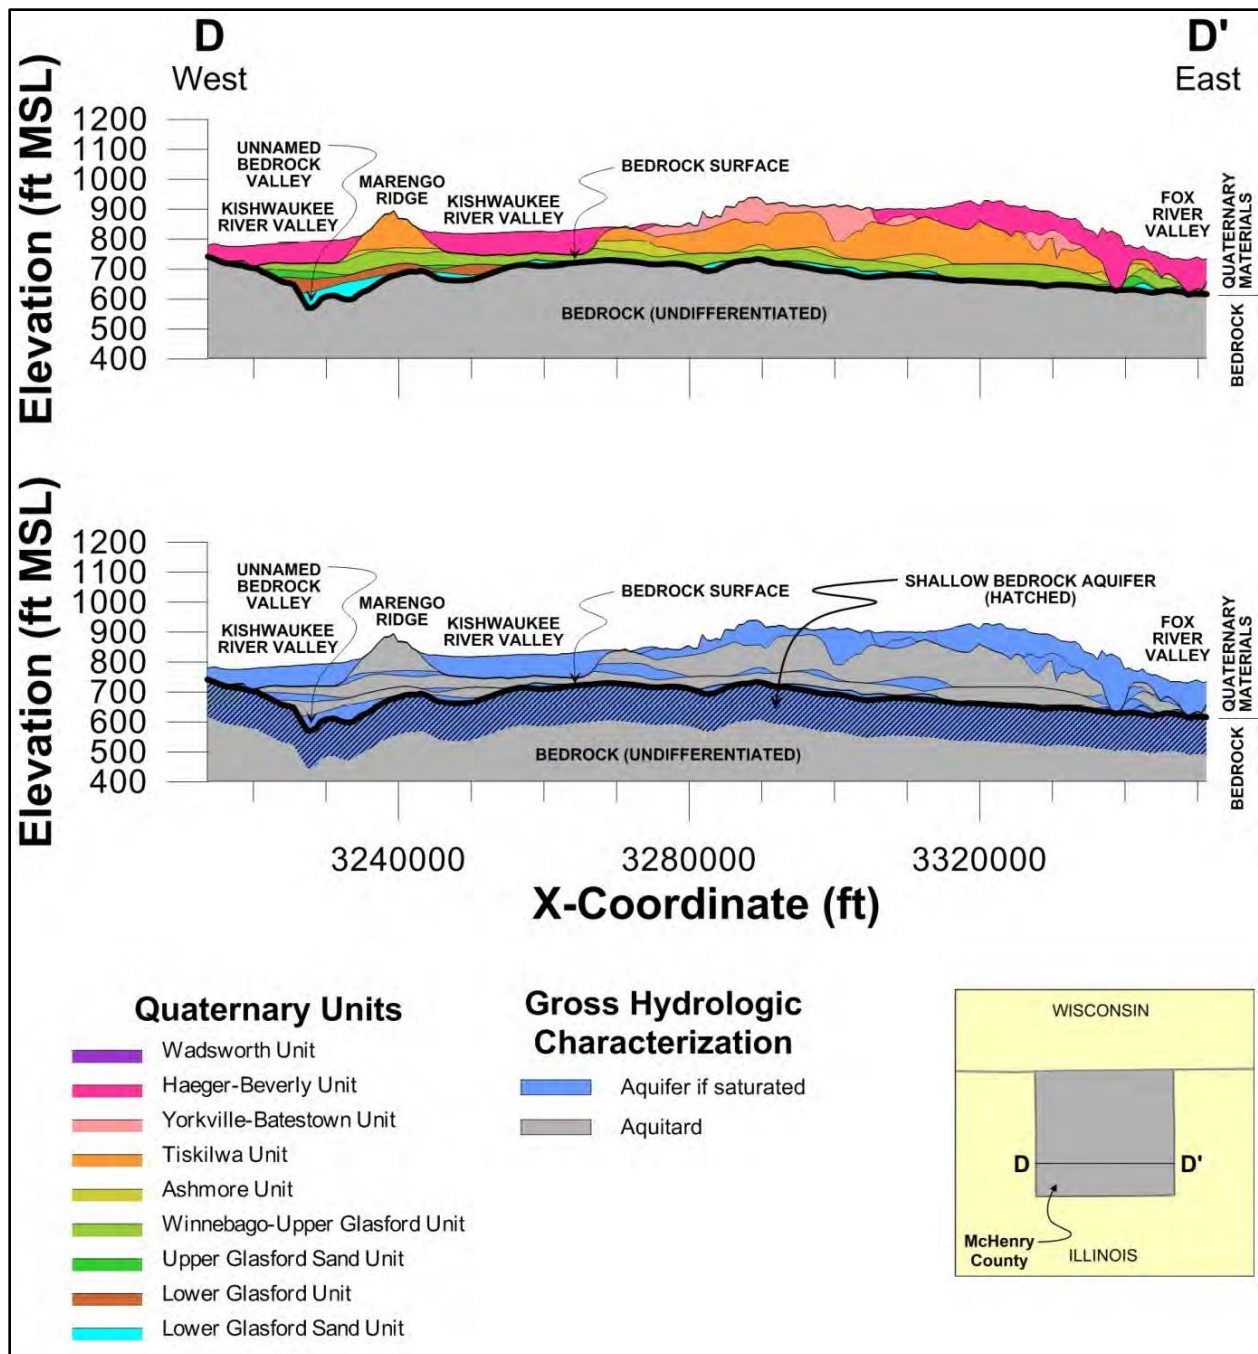 D
West
D'
East
Elevation (ft MSL)
1200
1100
1000
900
800
700
600
500
400
UNNAMED
BEDROCK
VALLEY
KISHWAUKEE
RIVER VALLEY
MARENGO
RIDGE
KISHWAUKEE
RIVER VALLEY
BEDROCK SURFACE
FOX
RIVER
VALLEY
QUATERNARY
MATERIALS
BEDROCK
BEDROCK (UNDIFFERENTIATED)
Elevation (ft MSL)
1200
1100
1000
900
800
700
600
500
400
UNNAMED
BEDROCK
VALLEY
KISHWAUKEE
RIVER VALLEY
MARENGO
RIDGE
KISHWAUKEE
RIVER VALLEY
BEDROCK SURFACE
SHALLOW BEDROCK AQUIFER
(HATCHED)
FOX
RIVER
VALLEY
QUATERNARY
MATERIALS
BEDROCK
BEDROCK (UNDIFFERENTIATED)
3240000
3280000
3320000
X-Coordinate (ft)
Quaternary Units
Wadsworth Unit
Haeger-Beverly Unit
Yorkville-Batestown Unit
Tiskilwa Unit
Ashmore Unit
Winnebago-Upper Glasford Unit
Upper Glasford Sand Unit
Lower Glasford Unit
Lower Glasford Sand Unit
Gross Hydrologic
Characterization
Aquifer if saturated
Aquitard
WISCONSIN
D
D'
McHenry
County
ILLINOIS